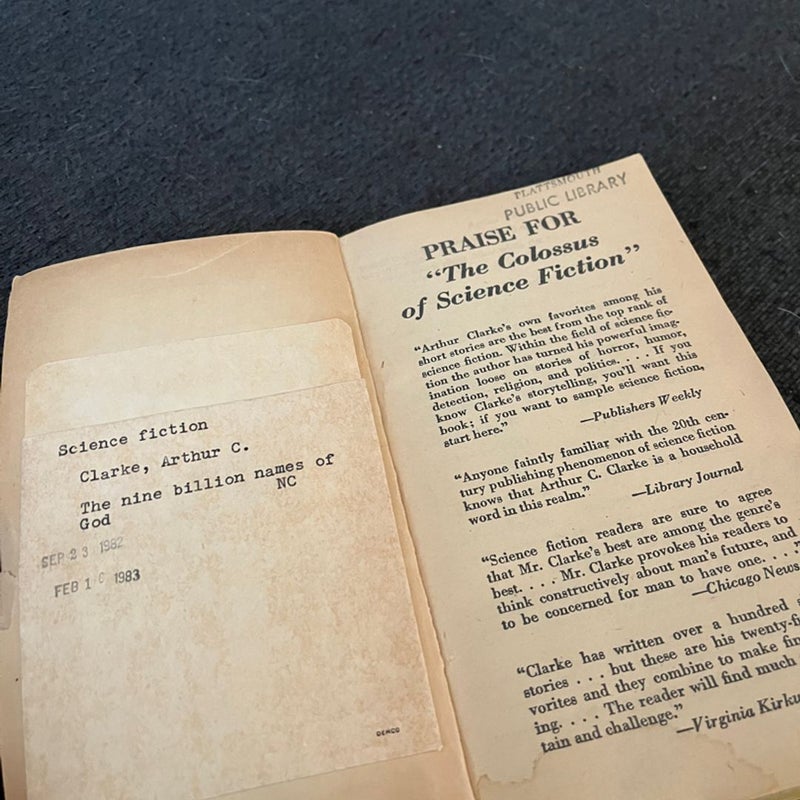 Science fiction
Clarke, Arthur C.
The nine billion names of
God
NC
SEP 23 1982
FEB 1 1983
DEMCO
PLATTSMOUTH
PUBLIC LIBRARY
PRAISE FOR
“The Colossus
of Science Fiction”
“Arthur Clarke’s own favorites among his
short stories are the best from the top rank of
science fiction. Within the field of science fic-
tion the author has turned his powerful imag-
ination loose on stories of horror, humor,
detection, religion, and politics. . . . If you
know Clarke’s storytelling, you’ll want this
book; if you want to sample science fiction,
start here.”
—Publishers Weekly
“Anyone faintly familiar with the 20th cen-
tury publishing phenomenon of science fiction
knows that Arthur C. Clarke is a household
word in this realm.”
—Library Journal
“Science fiction readers are sure to agree
that Mr. Clarke’s best are among the genre’s
best. . . . Mr. Clarke provokes his readers to
think constructively about man’s future, and
to be concerned for man to have one. . . .”
—Chicago News
“Clarke has written over a hundred s
stories . . . but these are his twenty-fi
vorites and they combine to make fin
ing. . . . The reader will find much
tain and challenge.”
—Virginia Kirku